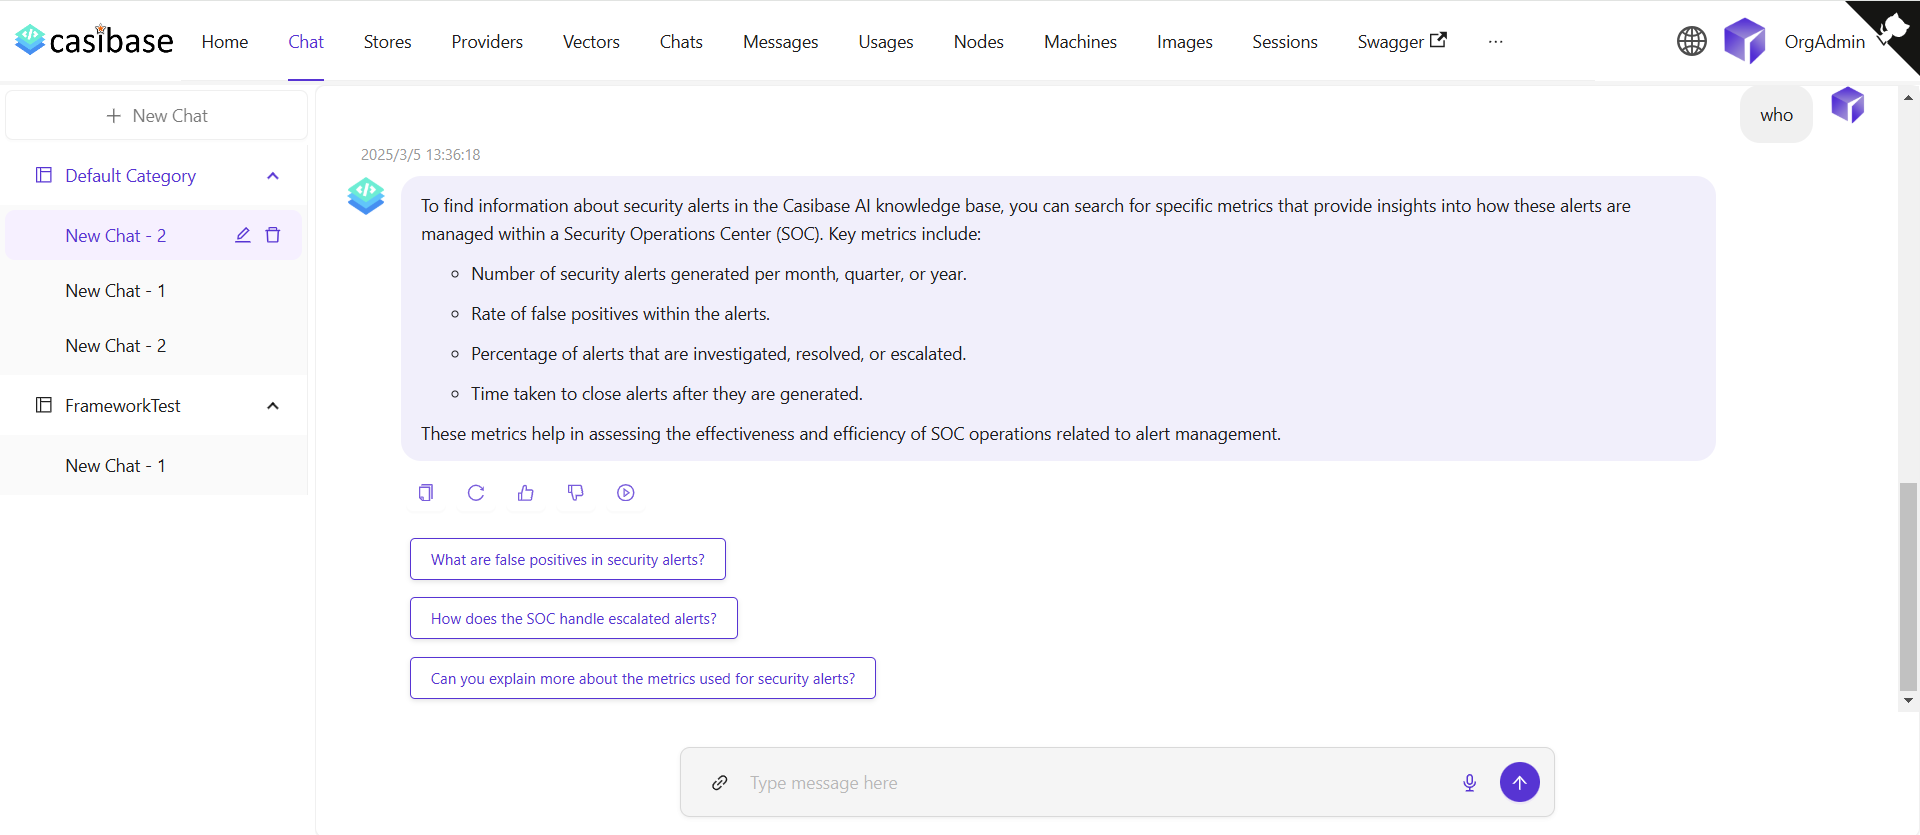 casibase Home Chat Stores Providers Vectors Chats Messages Usages Nodes Machines Images Sessions Swagger ··· OrgAdmin
New Chat
Default Category
New Chat - 2
New Chat - 1
New Chat - 2
FrameworkTest
New Chat - 1
who
2025/3/5 13:36:18
To find information about security alerts in the Casibase AI knowledge base, you can search for specific metrics that provide insights into how these alerts are
managed within a Security Operations Center (SOC). Key metrics include:
Number of security alerts generated per month, quarter, or year.
Rate of false positives within the alerts.
Percentage of alerts that are investigated, resolved, or escalated.
Time taken to close alerts after they are generated.
These metrics help in assessing the effectiveness and efficiency of SOC operations related to alert management.
What are false positives in security alerts?
How does the SOC handle escalated alerts?
Can you explain more about the metrics used for security alerts?
Type message here